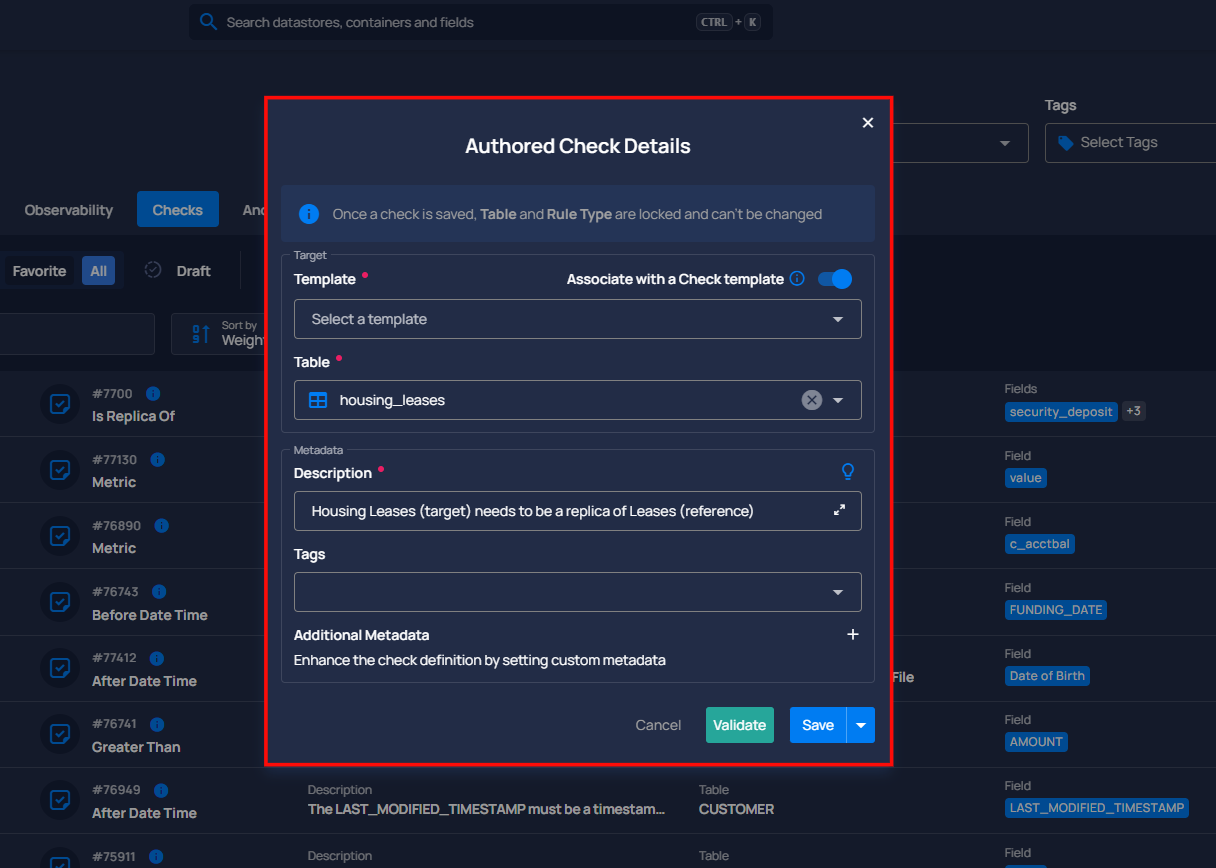 Search datastores, containers and fields
CTRL + K
Tags
Select Tags
Authored Check Details
Observability
Checks
Once a check is saved, Table and Rule Type are locked and can't be changed
Favorite
All
Draft
Target
Template *
Associate with a Check template
Select a template
Sort by
Table *
housing_leases
#7700
Is Replica Of
Fields
security_deposit
+3
Metadata
Description *
Housing Leases (target) needs to be a replica of Leases (reference)
#77130
Metric
Field
value
#76890
Metric
Field
c_acctbal
Tags
#76743
Before Date Time
Field
FUNDING_DATE
Additional Metadata
Enhance the check definition by setting custom metadata
#77412
After Date Time
File
Field
Date of Birth
Cancel
Validate
Save
#76741
Greater Than
Field
AMOUNT
#76949
After Date Time
Description
The LAST_MODIFIED_TIMESTAMP must be a timestam...
Table
CUSTOMER
Field
LAST_MODIFIED_TIMESTAMP
#75911
Description
Table
Field